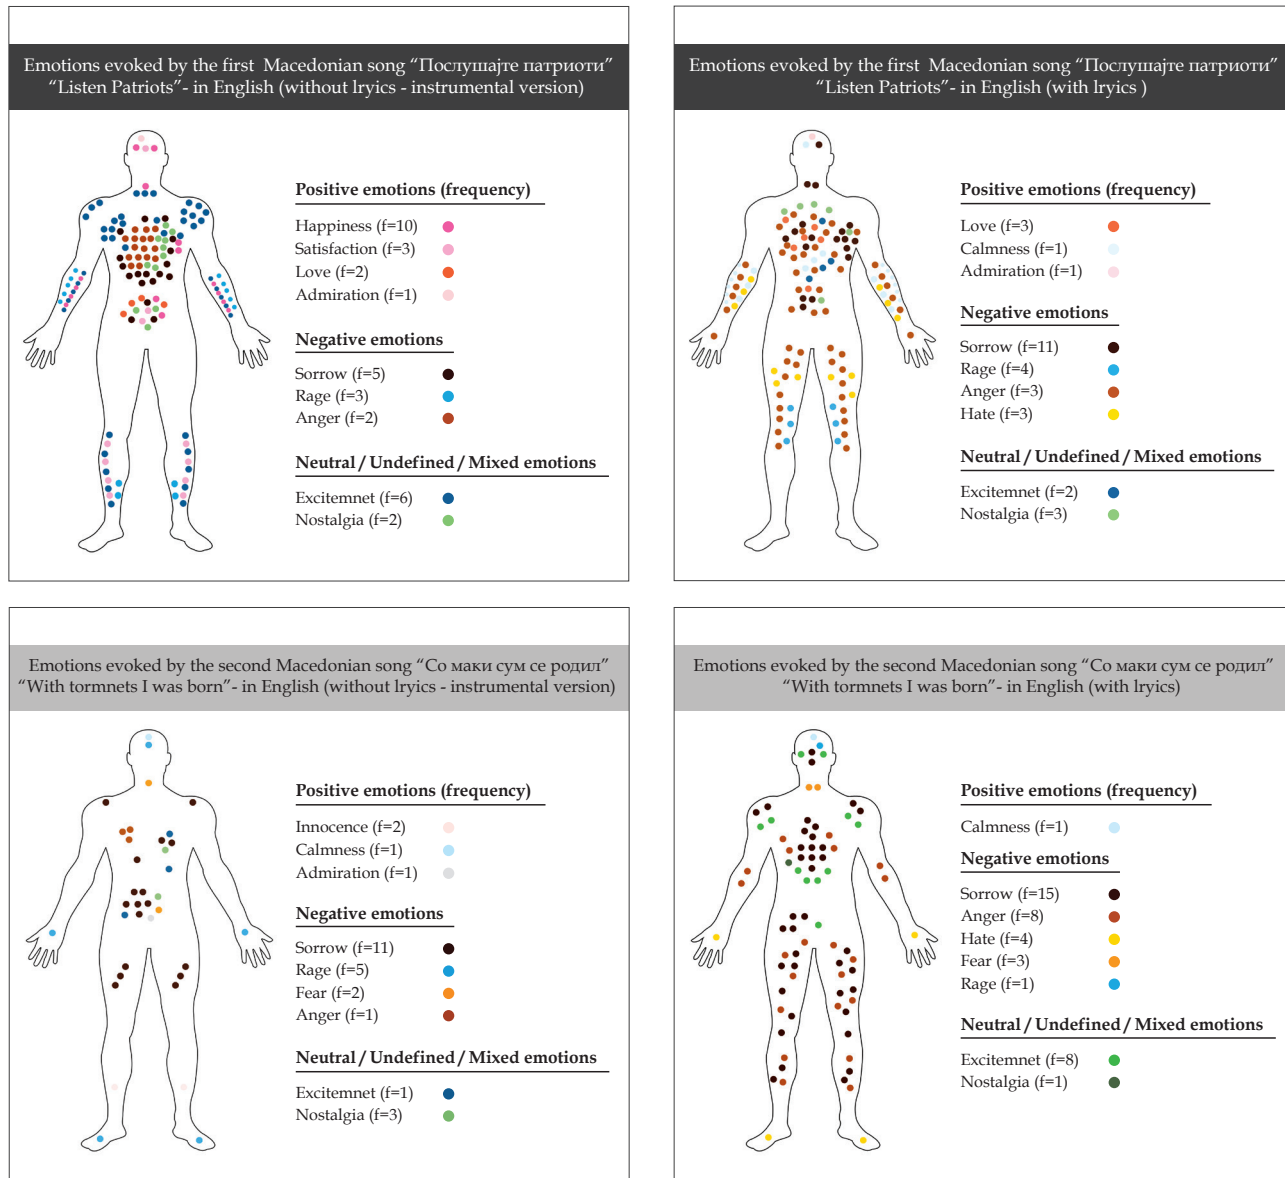 Emotions evoked by the first  Macedonian song “Послушајте патриоти”
“Listen Patriots”- in English (without lryics - instrumental version)
Positive emotions (frequency)
Happiness (f=10)
Satisfaction (f=3)
Love (f=2)
Admiration (f=1)
Negative emotions
Sorrow (f=5)
Rage (f=3)
Anger (f=2)
Neutral / Undefined / Mixed emotions
Excitemnet (f=6)
Nostalgia (f=2)
Emotions evoked by the first  Macedonian song “Послушајте патриоти”
“Listen Patriots”- in English (with lryics )
Positive emotions (frequency)
Love (f=3)
Calmness (f=1)
Admiration (f=1)
Negative emotions
Sorrow (f=11)
Rage (f=4)
Anger (f=3)
Hate (f=3)
Neutral / Undefined / Mixed emotions
Excitemnet (f=2)
Nostalgia (f=3)
Emotions evoked by the second Macedonian song “Со маки сум се родил”
“With tormnets I was born”- in English (without lryics - instrumental version)
Positive emotions (frequency)
Innocence (f=2)
Calmness (f=1)
Admiration (f=1)
Negative emotions
Sorrow (f=11)
Rage (f=5)
Fear (f=2)
Anger (f=1)
Neutral / Undefined / Mixed emotions
Excitemnet (f=1)
Nostalgia (f=3)
Emotions evoked by the second Macedonian song “Со маки сум се родил”
“With tormnets I was born”- in English (with lryics)
Positive emotions (frequency)
Calmness (f=1)
Negative emotions
Sorrow (f=15)
Anger (f=8)
Hate (f=4)
Fear (f=3)
Rage (f=1)
Neutral / Undefined / Mixed emotions
Excitemnet (f=8)
Nostalgia (f=1)